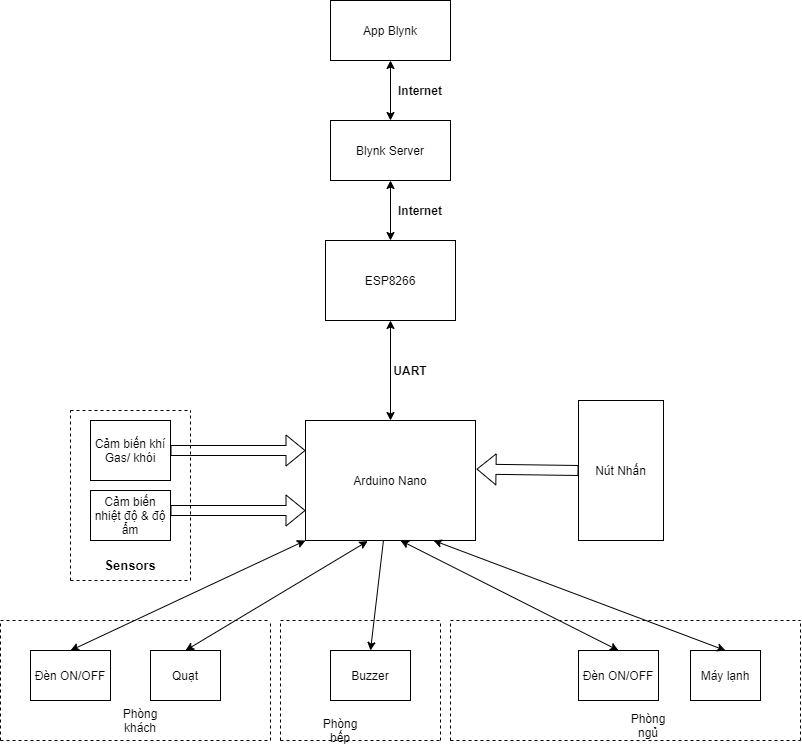 App Blynk
Internet
Blynk Server
Internet
ESP8266
UART
Cảm biến khí
Gas/ khói
Cảm biến
nhiệt độ & độ
ẩm
Sensors
Arduino Nano
Nút Nhấn
Đèn ON/OFF
Quạt
Phòng
khách
Buzzer
Phòng
bếp
Đèn ON/OFF
Máy lạnh
Phòng
ngủ